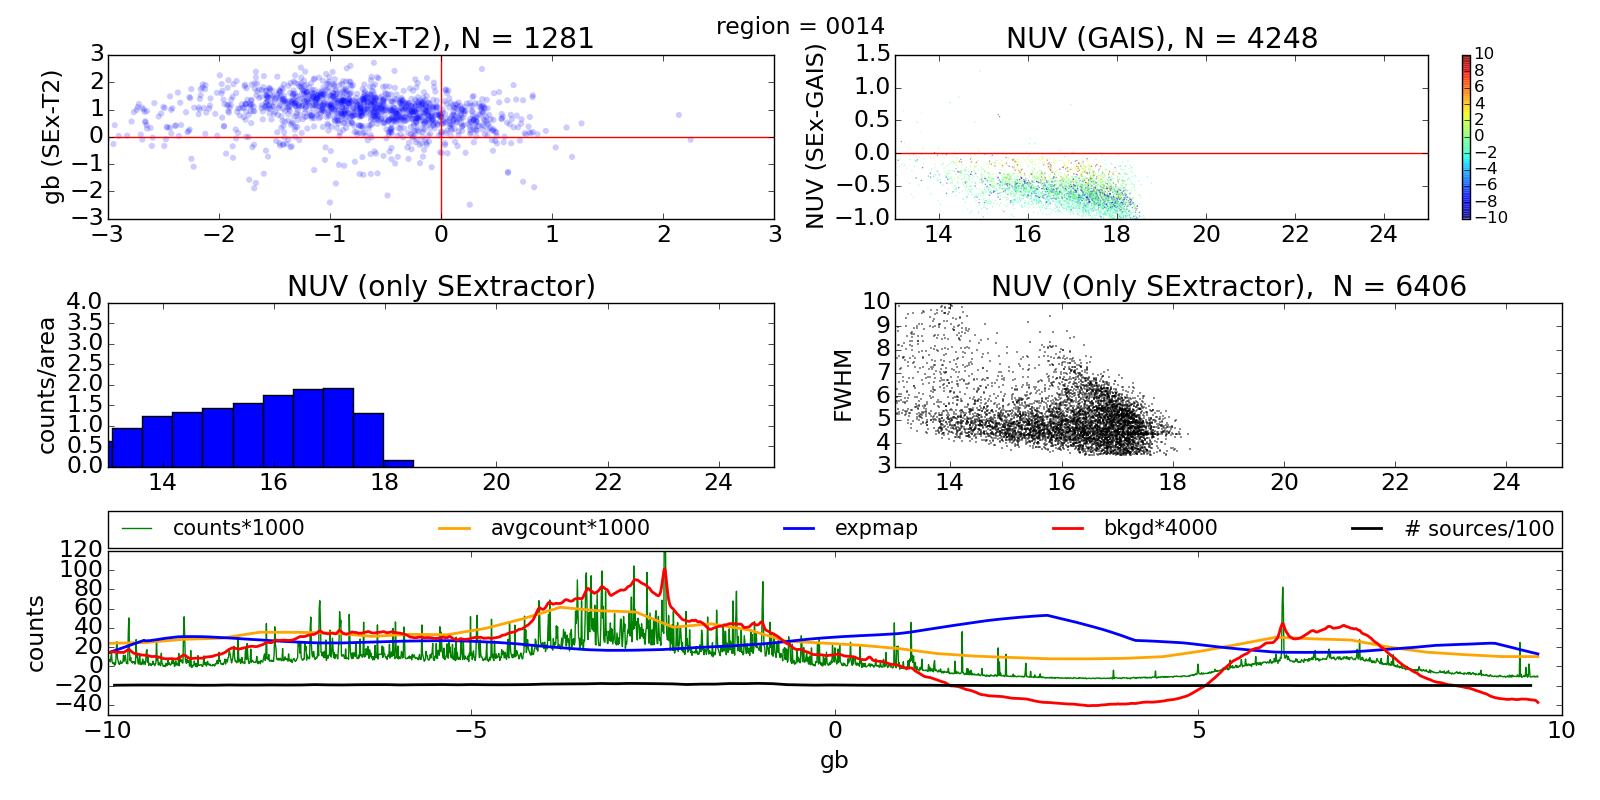 region = 0014
gl (SEx-T2), N = 1281
gb (SEx-T2)
3
2
1
0
−1
−2
−3
−3 −2 −1 0 1 2 3
NUV (GAIS), N = 4248
NUV (SEx-GAIS)
1.5
1.0
0.5
0.0
−0.5
−1.0
14 16 18 20 22 24
10
8
6
4
2
0
−2
−4
−6
−8
−10
NUV (only SExtractor)
counts/area
4.0
3.5
3.0
2.5
2.0
1.5
1.0
0.5
0.0
14 16 18 20 22 24
NUV (Only SExtractor), N = 6406
FWHM
10
9
8
7
6
5
4
3
14 16 18 20 22 24
counts*1000 avgcount*1000 expmap bkgd*4000 # sources/100
counts
120
100
80
60
40
20
0
−20
−40
−10 −5 0 5 10
gb